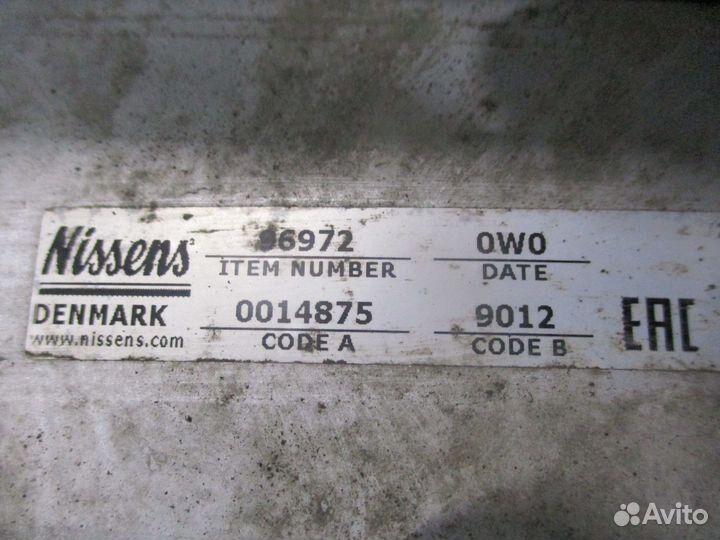 Nissens
DENMARK
www.nissens.com
96972
ITEM NUMBER
0W0
DATE
0014875
CODE A
9012
CODE B
EAC
Avito